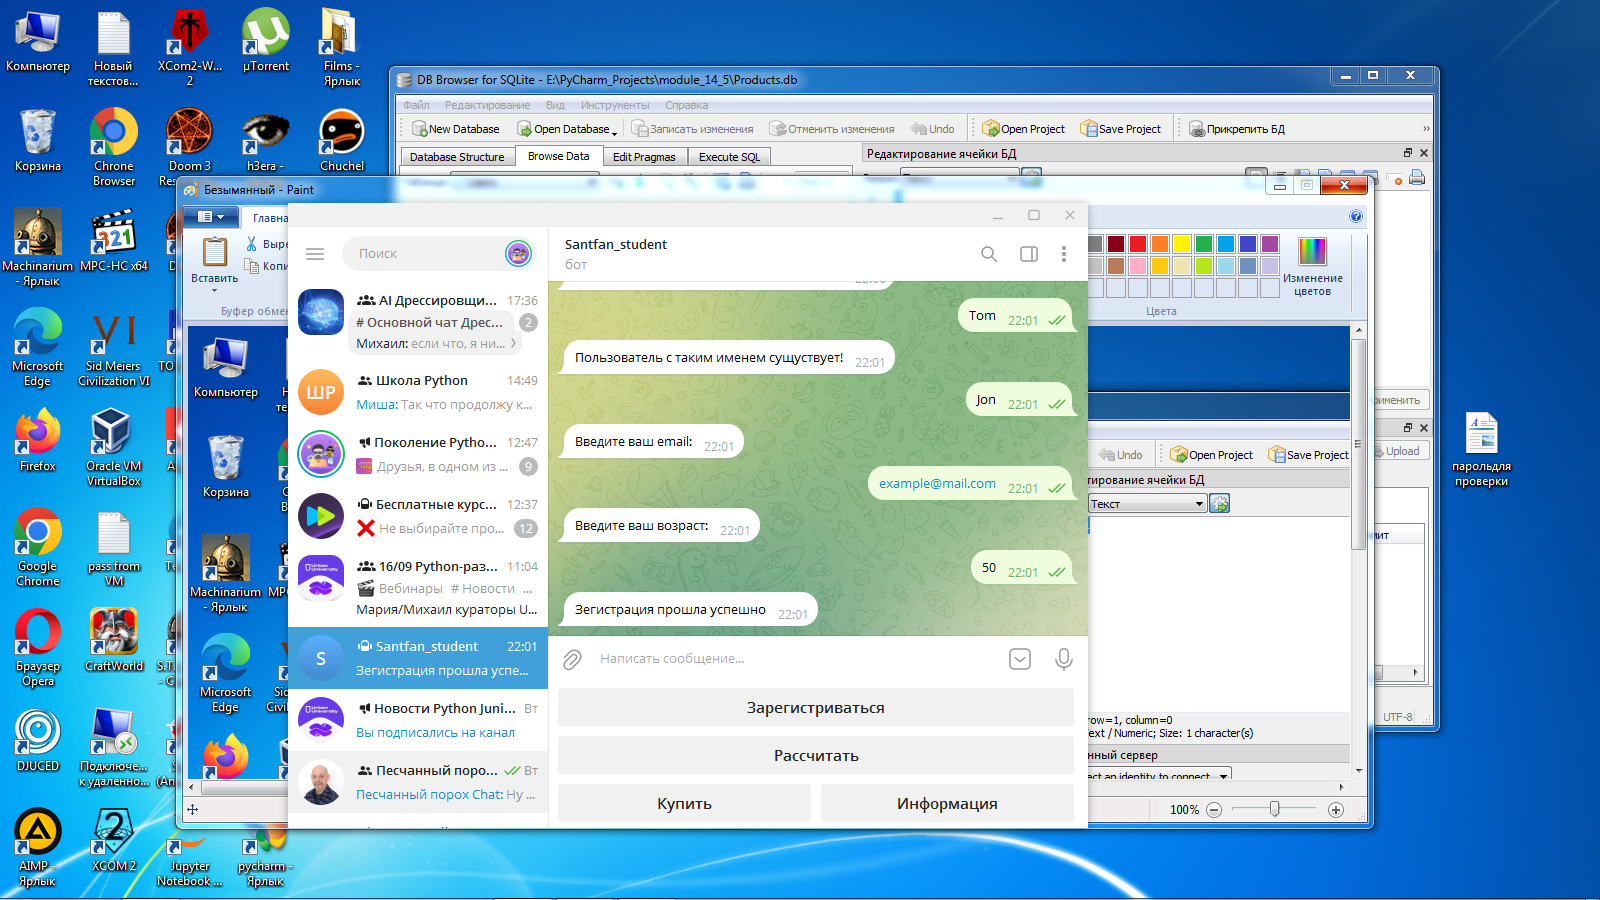 Компьютер
Новый
текстов...
XCom2-W...
2
µTorrent
Films -
Ярлык
Корзина
Chrome
Browser
Doom 3
Res
h3era -
Chuchel
Machinarium
- Ярлык
MPC-HC x64
Microsoft
Edge
Sid Meiers
Civilization VI
Firefox
Oracle VM
VirtualBox
Google
Chrome
pass from
VM
Браузер
Opera
CraftWorld
DJUCED
Подключе...
к удаленно...
AIMP -
Ярлык
XCOM 2
Jupyter
Notebook ...
pycharm -
Ярлык
парольдля
проверки
DB Browser for SQLite - E:\PyCharm_Projects\module_14_5\Products.db
Файл Редактирование Вид Инструменты Справка
New Database Open Database Записать изменения Отменить изменения Undo Open Project Save Project Прикрепить БД
Database Structure Browse Data Edit Pragmas Execute SQL
Редактирование ячейки БД
Upload
UTF-8
Безымянный - Paint
Главна
Вставить
Выре
Копи
Буфер обмен
Изменение
цветов
Цвета
Компьютер
Корзина
Machinarium
- Ярлык
Microsoft
Edge
Undo Open Project Save Project
тирование ячейки БД
Текст
row=1, column=0
ext / Numeric; Size: 1 character(s)
нный сервер
ect an identity to connect
100%
Поиск
AI Дрессировщи... 17:36
# Основной чат Дрес... 2
Михаил: если что, я ни...
ШР
Школа Python 14:49
Миша: Так что продолжу к...
Поколение Pytho... 12:47
Друзья, в одном из ... 9
Бесплатные курс... 12:37
Не выбирайте про... 12
16/09 Python-раз... 11:04
Вебинары # Новости ...
Мария/Михаил кураторы U...
S
Santfan_student 22:01
Зегистрация прошла успе...
Новости Python Juni... Вт
Вы подписались на канал
Песчанный поро... Вт
Песчанный порох Chat: Ну ...
Santfan_student
бот
Tom 22:01
Пользователь с таким именем существует! 22:01
Jon 22:01
Введите ваш email: 22:01
example@mail.com 22:01
Введите ваш возраст: 22:01
50 22:01
Зегистрация прошла успешно 22:01
Написать сообщение...
Зарегистриваться
Рассчитать
Купить
Информация